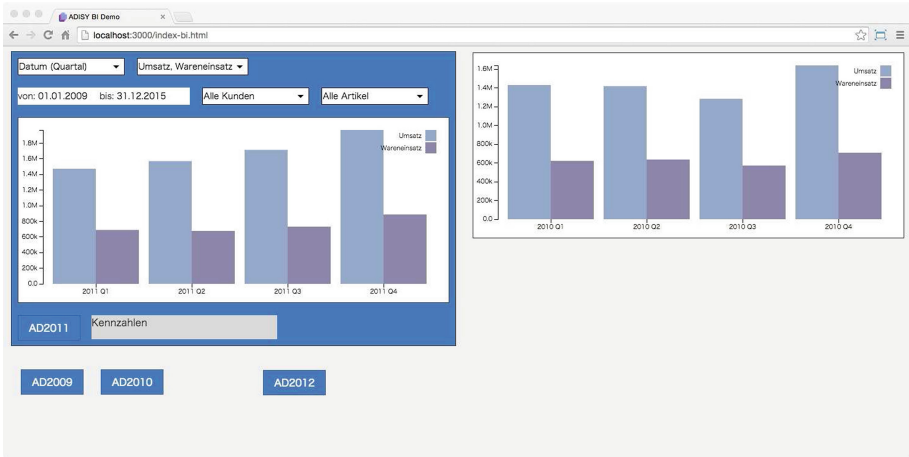 ADISY BI Demo
localhost:3000/index-bi.html
Datum (Quartal)
Umsatz, Wareneinsatz
von: 01.01.2009 bis: 31.12.2015
Alle Kunden
Alle Artikel
Umsatz
Wareneinsatz
1.8M
1.6M
1.4M
1.2M
1.0M
800k
600k
400k
200k
0.0
2011 Q1
2011 Q2
2011 Q3
2011 Q4
AD2011
Kennzahlen
AD2009
AD2010
AD2012
Umsatz
Wareneinsatz
1.6M
1.4M
1.2M
1.0M
800k
600k
400k
200k
0.0
2010 Q1
2010 Q2
2010 Q3
2010 Q4